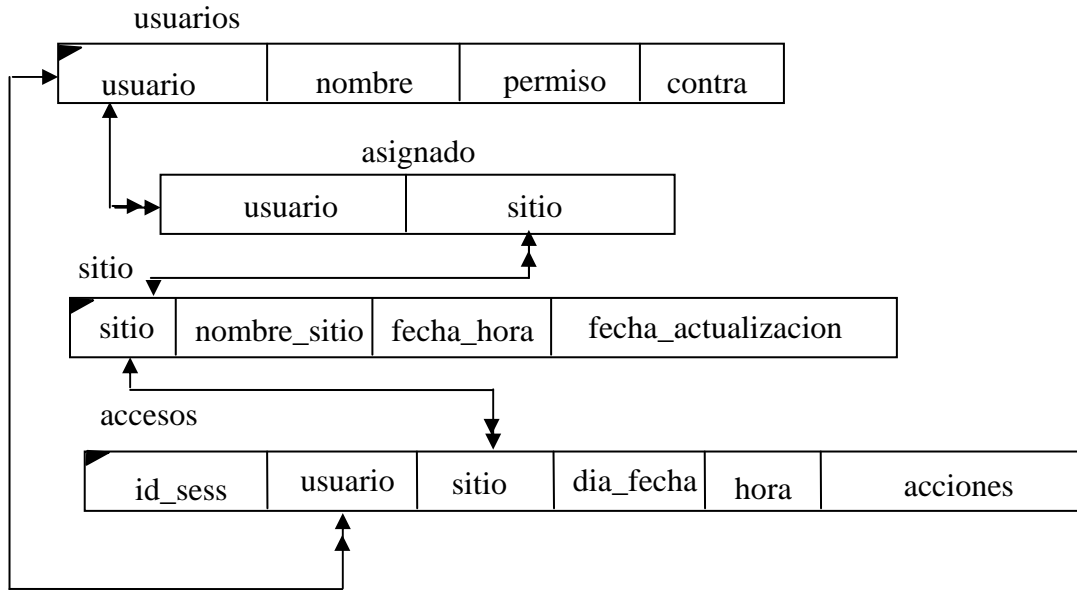 usuarios
usuario nombre permiso contra
asignado
usuario sitio
sitio
sitio nombre_sitio fecha_hora fecha_actualizacion
accesos
id_sess usuario sitio dia_fecha hora acciones